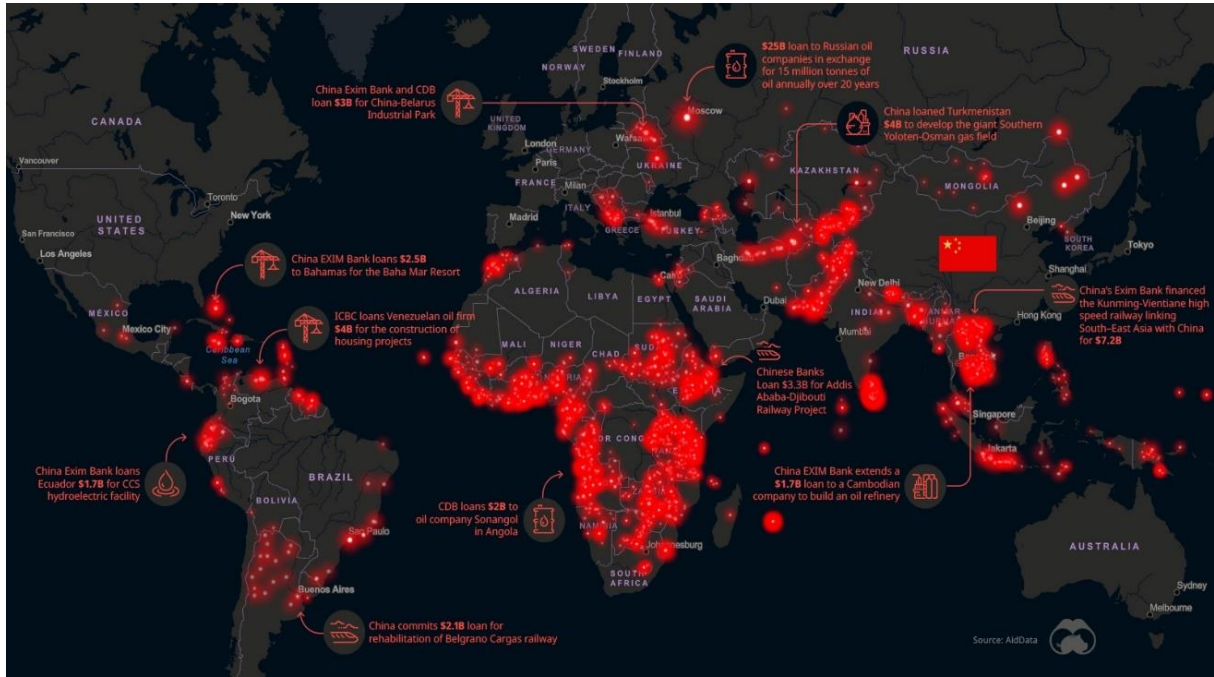 SWEDEN
FINLAND
NORWAY
Stockholm
RUSSIA
$25B loan to Russian oil
companies in exchange
for 15 million tonnes of
oil annually over 20 years
China Exim Bank and CDB
loan $3B for China-Belarus
Industrial Park
Moscow
China loaned Turkmenistan
$4B to develop the giant Southern
Yoloten-Osman gas field
CANADA
UNITED
KINGDOM
London
GERMANY
Paris
UKRAINE
Vancouver
FRANCE
Milan
KAZAKHSTAN
MONGOLIA
Toronto
ITALY
UNITED
STATES
New York
Madrid
Istanbul
GREECE
TURKEY
Beijing
SOUTH
KOREA
Tokyo
San Francisco
Los Angeles
Shanghai
China EXIM Bank loans $2.5B
to Bahamas for the Baha Mar Resort
ALGERIA
LIBYA
EGYPT
SAUDI
ARABIA
Dubai
New Delhi
INDIA
Mumbai
Hong Kong
China's Exim Bank financed
the Kunming-Vientiane high
speed railway linking
South–East Asia with China
for $7.2B
MÉXICO
Mexico City
ICBC loans Venezuelan oil firm
$4B for the construction of
housing projects
Caribbean
Sea
MALI
NIGER
CHAD
Chinese Banks
Loan $3.3B for Addis
Ababa-Djibouti
Railway Project
Bogota
Singapore
Jakarta
PERU
BRAZIL
BOLIVIA
China Exim Bank loans
Ecuador $1.7B for CCS
hydroelectric facility
DR CONGO
China EXIM Bank extends a
$1.7B loan to a Cambodian
company to build an oil refinery
CDB loans $2B to
oil company Sonangol
in Angola
NAMIBIA
Sao Paulo
Johannesburg
SOUTH
AFRICA
AUSTRALIA
Buenos Aires
Sydney
Melbourne
China commits $2.1B loan for
rehabilitation of Belgrano Cargas railway
Source: AidData